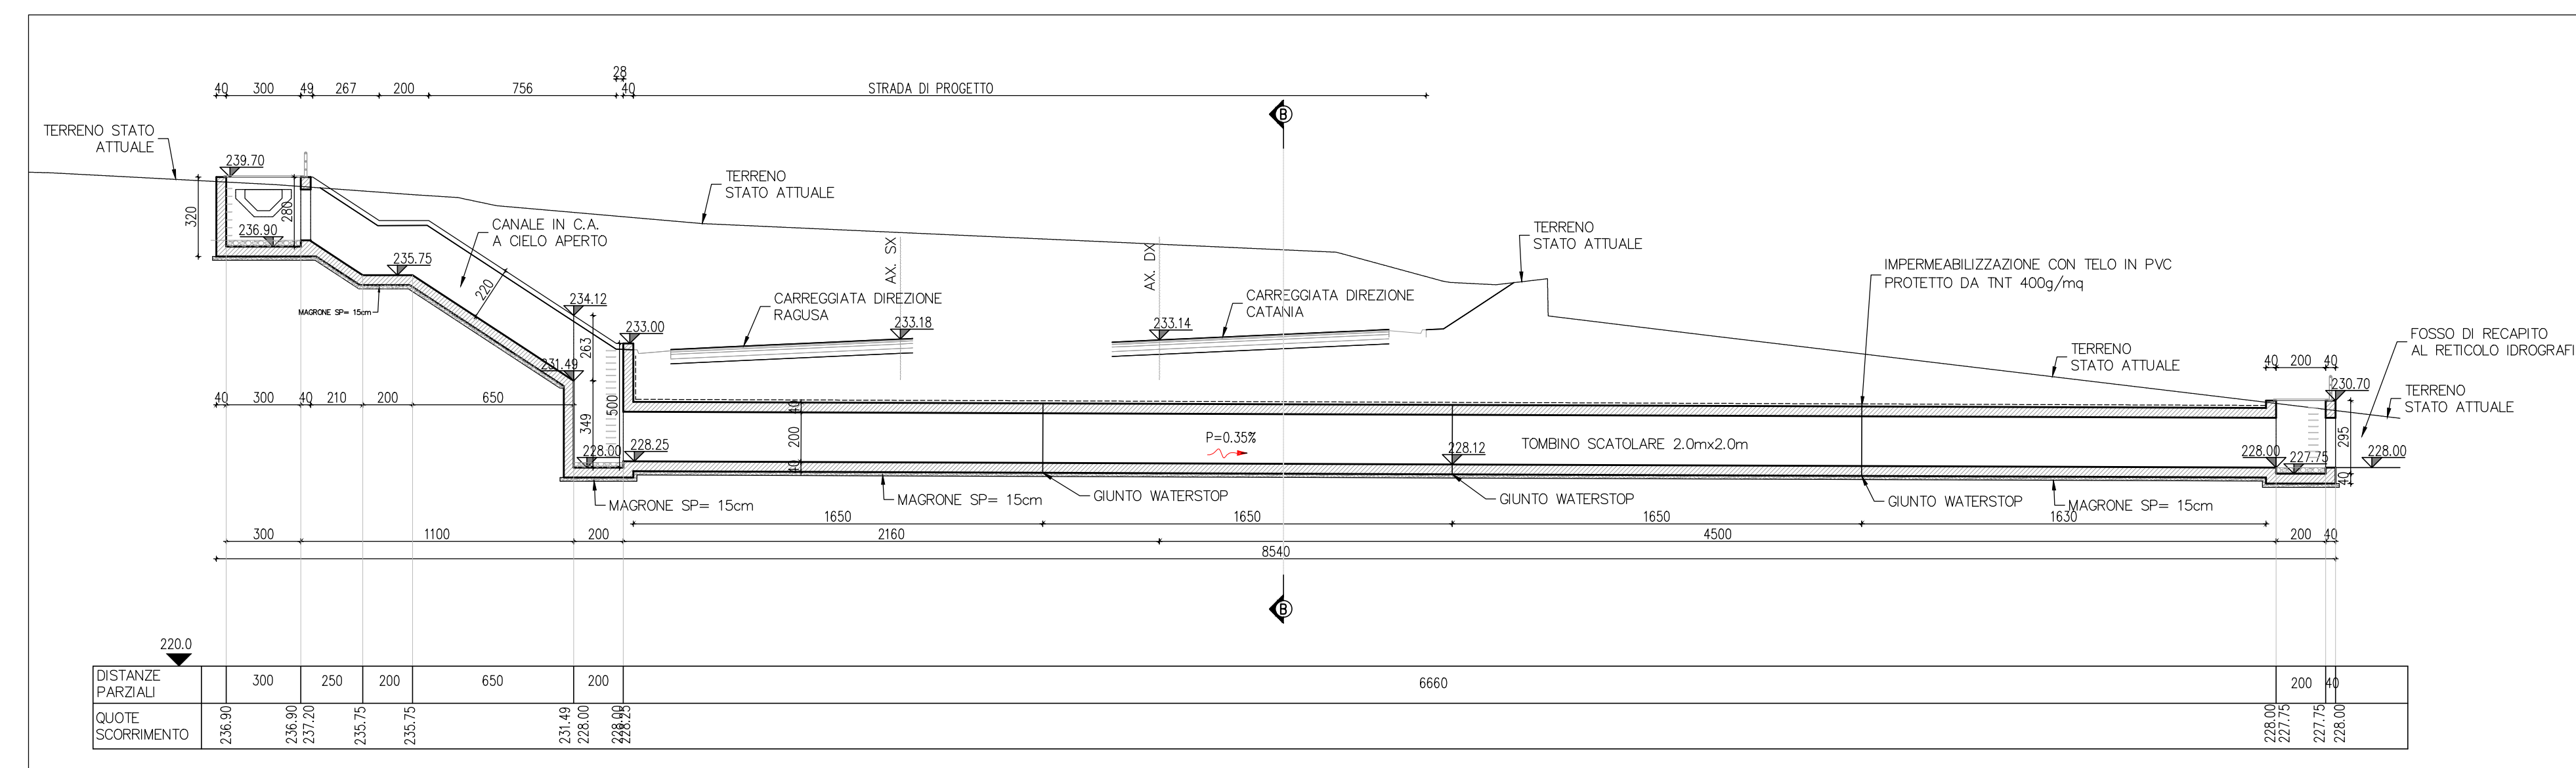 28
40 300 49 267 200 756 40 STRADA DI PROGETTO
B
TERRENO STATO
ATTUALE
239.70
320
280
236.90
CANALE IN C.A.
A CIELO APERTO
235.75
220
MAGRONE SP= 15cm
234.12
263
231.49
233.00
TERRENO
STATO ATTUALE
AX. SX
CARREGGIATA DIREZIONE
RAGUSA
233.18
AX. DX
CARREGGIATA DIREZIONE
CATANIA
233.14
TERRENO
STATO ATTUALE
IMPERMEABILIZZAZIONE CON TELO IN PVC
PROTETTO DA TNT 400g/mq
TERRENO
STATO ATTUALE
FOSSO DI RECAPITO
AL RETICOLO IDROGRAFI
40 200 40
230.70
TERRENO
STATO ATTUALE
40 300 40 210 200 650
349
500
228.00
228.25
40
200
40
P=0.35%
228.12
TOMBINO SCATOLARE 2.0mx2.0m
228.00
227.75
295
40
228.00
MAGRONE SP= 15cm
MAGRONE SP= 15cm
GIUNTO WATERSTOP
GIUNTO WATERSTOP
GIUNTO WATERSTOP
MAGRONE SP= 15cm
1650 1650 1650 1630
300 1100 200 2160 4500 200 40
8540
B
220.0
DISTANZE
PARZIALI
300 250 200 650 200 6660 200 40
QUOTE
SCORRIMENTO
236.90 236.90 237.20 235.75 235.75 231.49 228.00 228.00 228.25 228.00 227.75 227.75 228.00